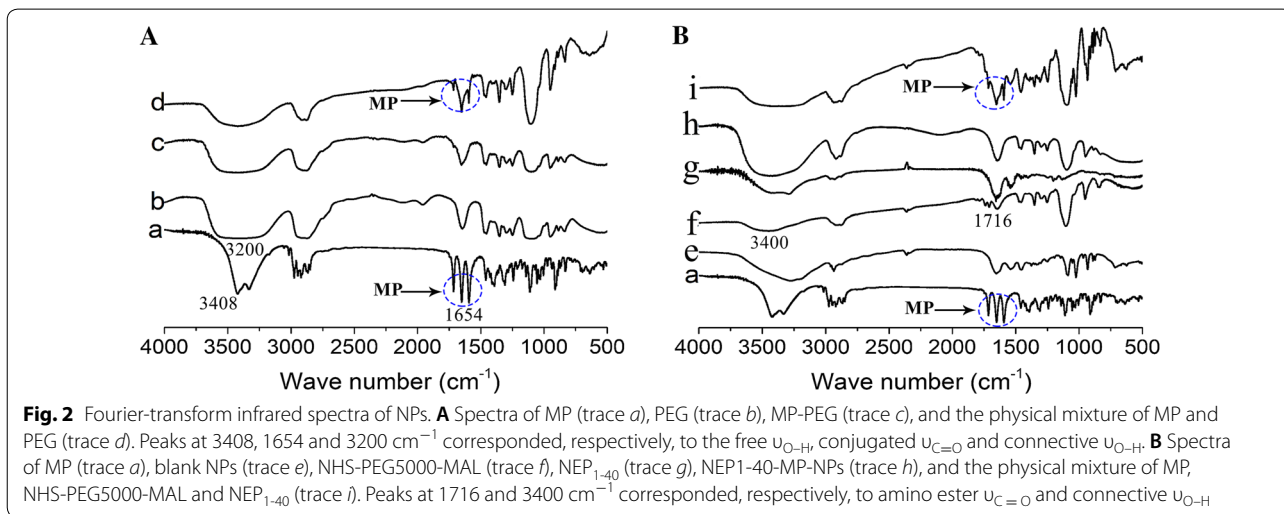 A
B
d
MP
c
b
a
3200
3408
MP
1654
4000 3500 3000 2500 2000 1500 1000 500
Wave number (cm⁻¹)
i
MP
h
g
1716
f
3400
e
a
MP
4000 3500 3000 2500 2000 1500 1000 500
Wave number (cm⁻¹)
Fig. 2 Fourier-transform infrared spectra of NPs. A Spectra of MP (trace a), PEG (trace b), MP-PEG (trace c), and the physical mixture of MP and
PEG (trace d). Peaks at 3408, 1654 and 3200 cm⁻¹ corresponded, respectively, to the free υO–H, conjugated υC=O and connective υO–H. B Spectra
of MP (trace a), blank NPs (trace e), NHS-PEG5000-MAL (trace f), NEP1-40 (trace g), NEP1-40-MP-NPs (trace h), and the physical mixture of MP,
NHS-PEG5000-MAL and NEP1-40 (trace i). Peaks at 1716 and 3400 cm⁻¹ corresponded, respectively, to amino ester υC = O and connective υO–H